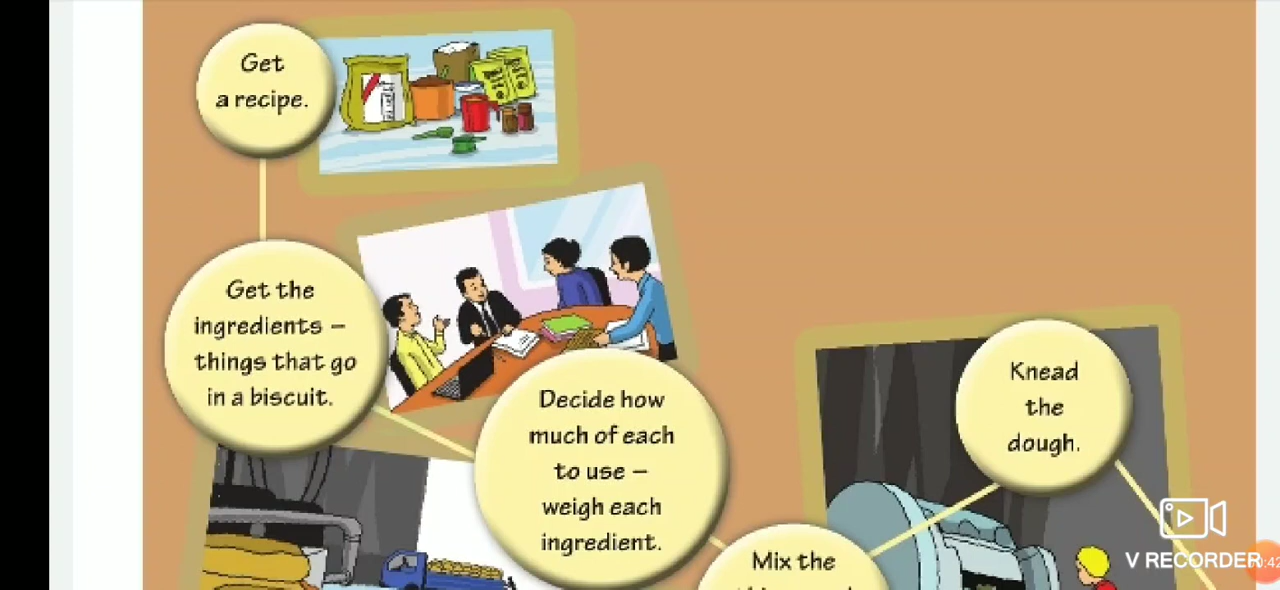 Get
a recipe.
Get the
ingredients –
things that go
in a biscuit.
Decide how
much of each
to use –
weigh each
ingredient.
Mix the
Knead
the
dough.
V RECORDER